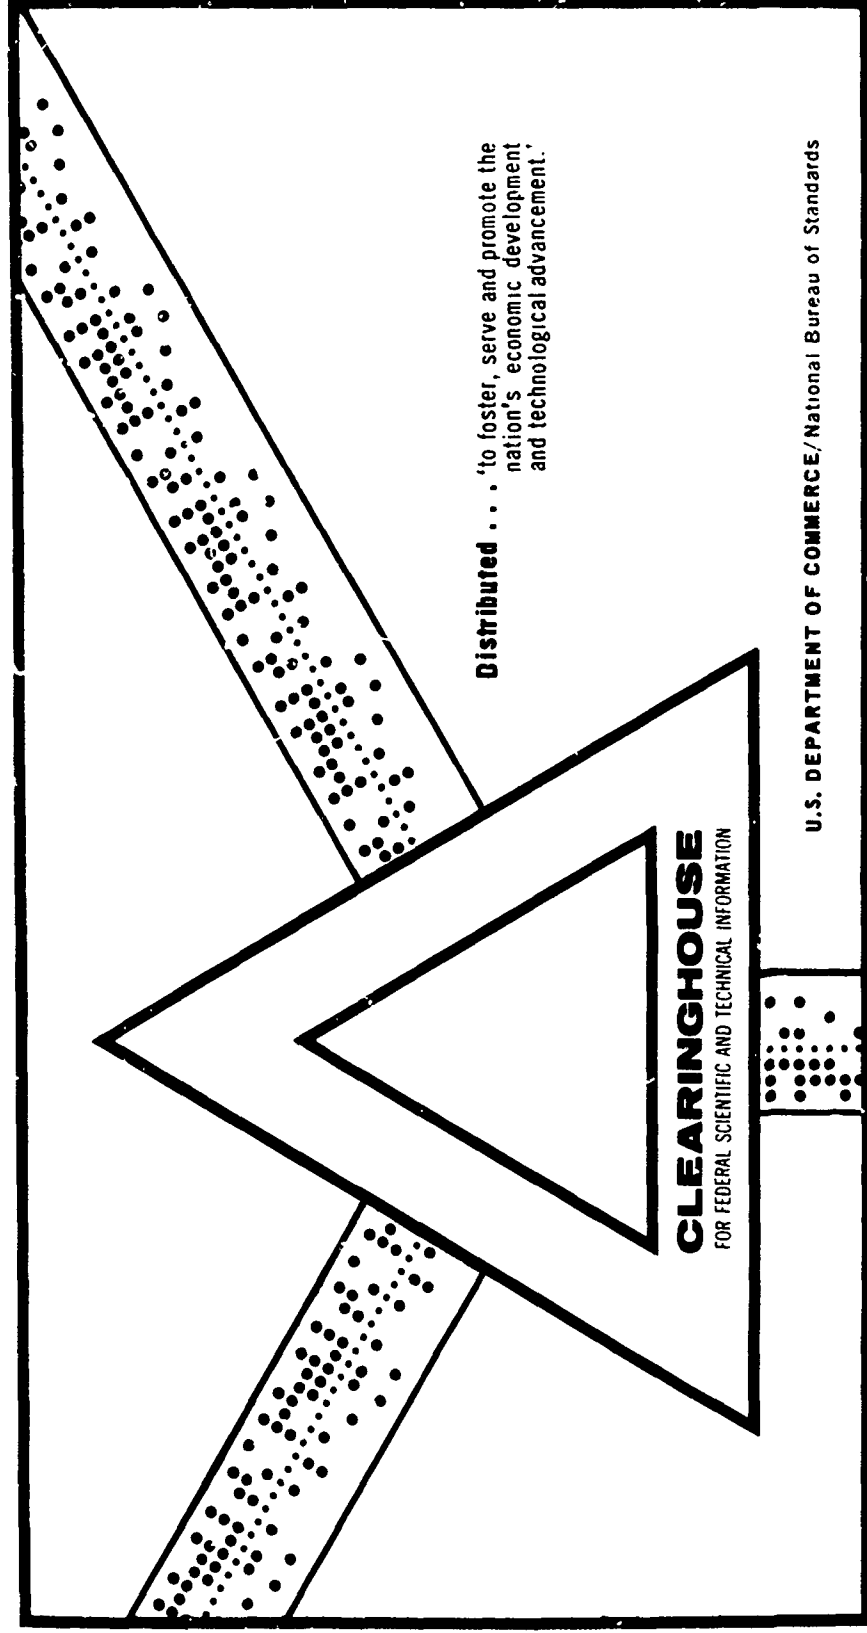 Distributed . . . 'to foster, serve and promote the
nation's economic development
and technological advancement.'
CLEARINGHOUSE
FOR FEDERAL SCIENTIFIC AND TECHNICAL INFORMATION
U.S. DEPARTMENT OF COMMERCE/National Bureau of Standards